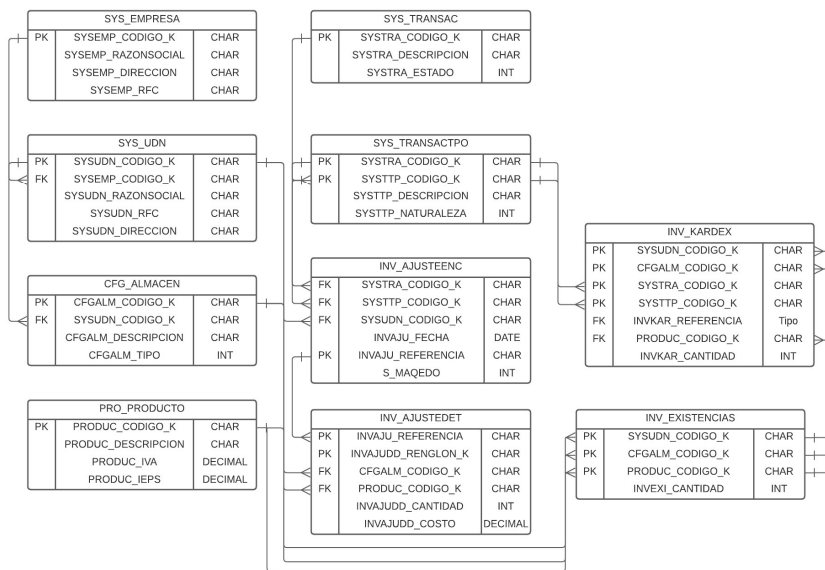 SYS_EMPRESA
PK SYSEMP_CODIGO_K CHAR
SYSEMP_RAZONSOCIAL CHAR
SYSEMP_DIRECCION CHAR
SYSEMP_RFC CHAR
SYS_UDN
PK SYSUDN_CODIGO_K CHAR
FK SYSEMP_CODIGO_K CHAR
SYSUDN_RAZONSOCIAL CHAR
SYSUDN_RFC CHAR
SYSUDN_DIRECCION CHAR
CFG_ALMACEN
PK CFGALM_CODIGO_K CHAR
FK SYSUDN_CODIGO_K CHAR
CFGALM_DESCRIPCION CHAR
CFGALM_TIPO INT
PRO_PRODUCTO
PK PRODUC_CODIGO_K CHAR
PRODUC_DESCRIPCION CHAR
PRODUC_IVA DECIMAL
PRODUC_IEPS DECIMAL
SYS_TRANSAC
PK SYSTRA_CODIGO_K CHAR
SYSTRA_DESCRIPCION CHAR
SYSTRA_ESTADO INT
SYS_TRANSACTPO
PK SYSTRA_CODIGO_K CHAR
PK SYSTTP_CODIGO_K CHAR
SYSTTP_DESCRIPCION CHAR
SYSTTP_NATURALEZA INT
INV_AJUSTEENC
FK SYSTRA_CODIGO_K CHAR
FK SYSTTP_CODIGO_K CHAR
FK SYSUDN_CODIGO_K CHAR
INVAJU_FECHA DATE
PK INVAJU_REFERENCIA CHAR
S_MAQEDO INT
INV_AJUSTEDET
PK INVAJU_REFERENCIA CHAR
PK INVAJUDD_RENGLON_K CHAR
FK CFGALM_CODIGO_K CHAR
FK PRODUC_CODIGO_K CHAR
INVAJUDD_CANTIDAD INT
INVAJUDD_COSTO DECIMAL
INV_KARDEX
PK SYSUDN_CODIGO_K CHAR
PK CFGALM_CODIGO_K CHAR
PK SYSTRA_CODIGO_K CHAR
PK SYSTTP_CODIGO_K CHAR
FK INVKAR_REFERENCIA Tipo
FK PRODUC_CODIGO_K CHAR
INVKAR_CANTIDAD INT
INV_EXISTENCIAS
PK SYSUDN_CODIGO_K CHAR
PK CFGALM_CODIGO_K CHAR
PK PRODUC_CODIGO_K CHAR
INVEXI_CANTIDAD INT